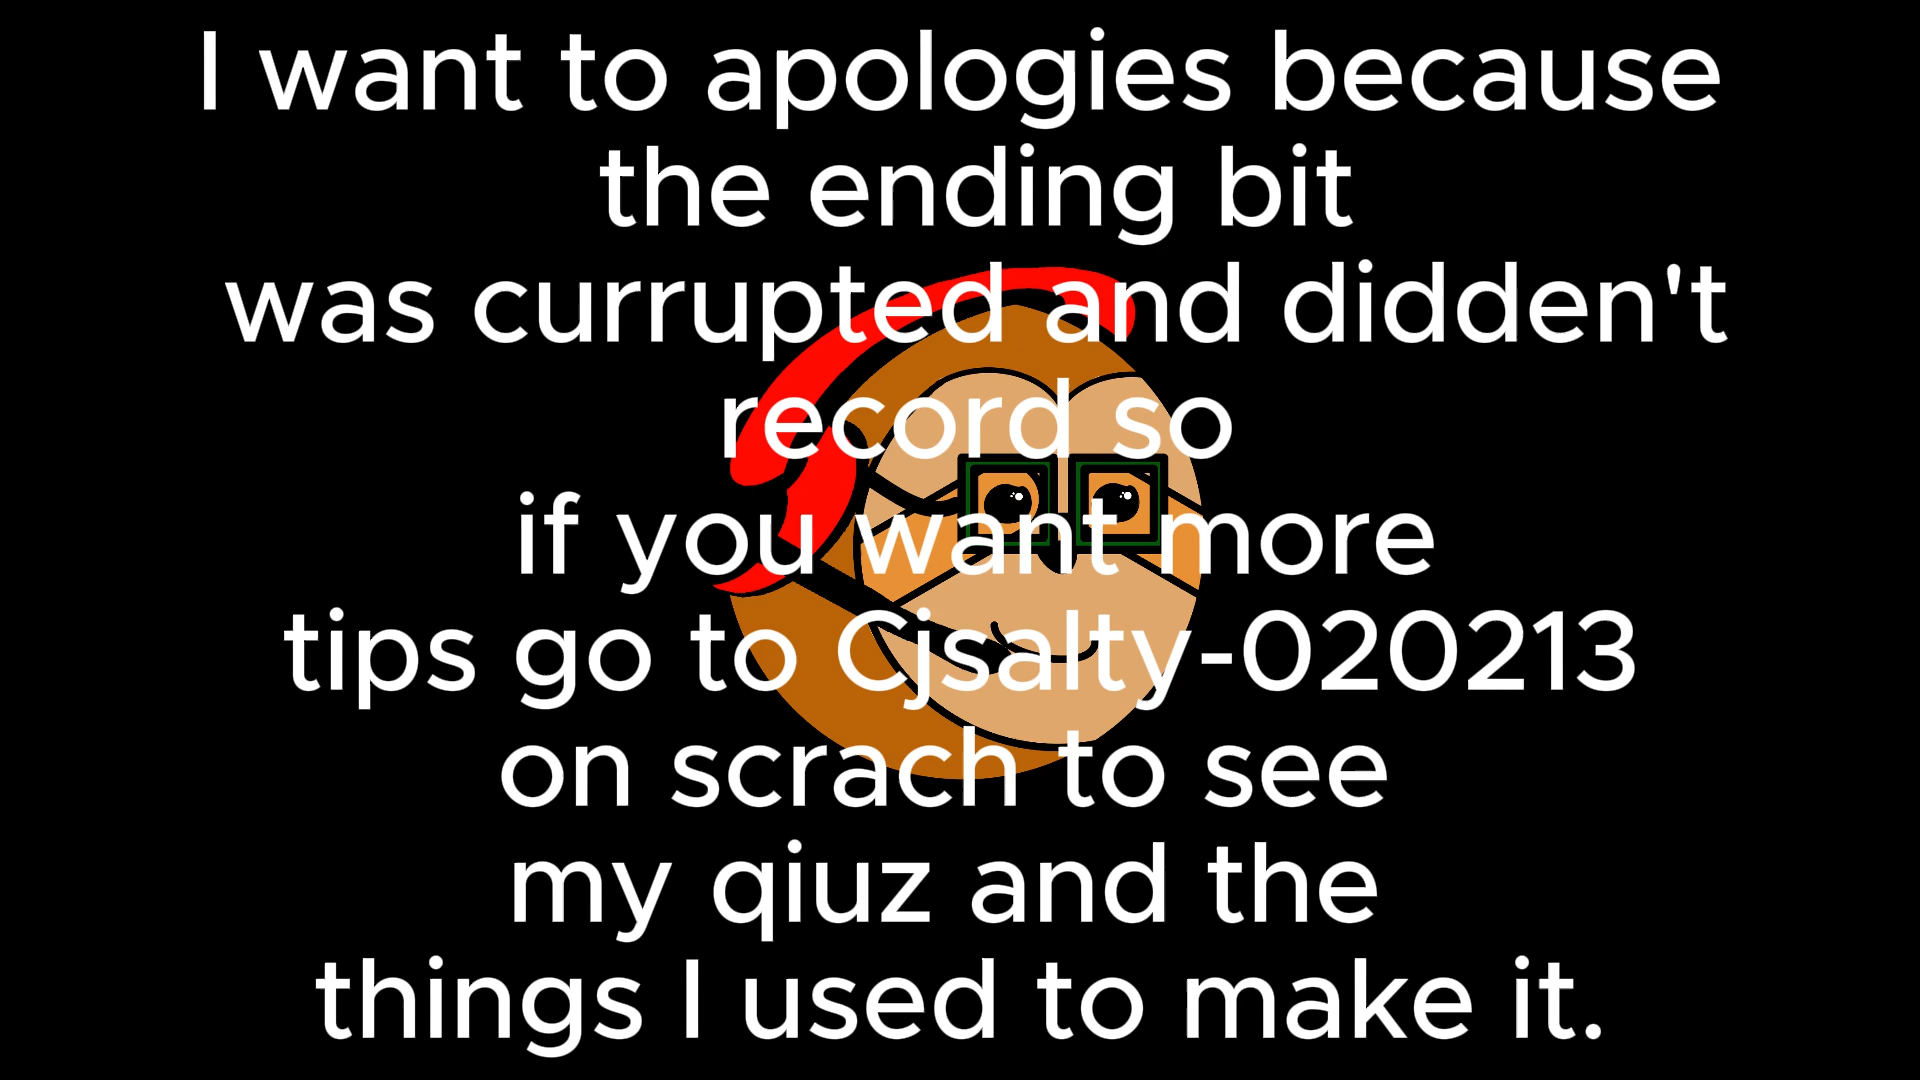 I want to apologies because
the ending bit
was currupted and didden't
record so
if you want more
tips go to Cjsalty-020213
on scrach to see
my qiuz and the
things I used to make it.